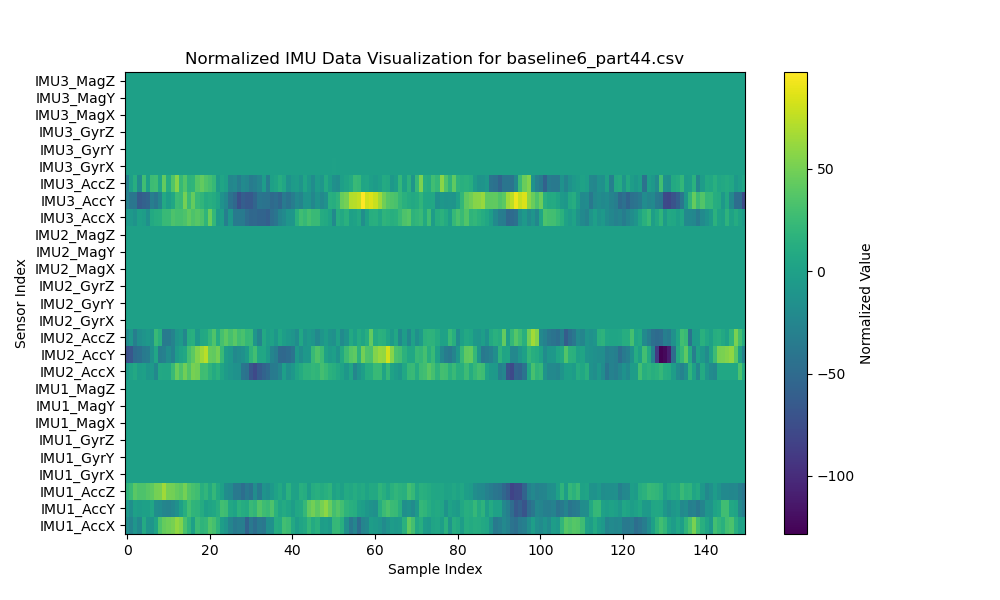 Normalized IMU Data Visualization for baseline6_part44.csv
IMU3_MagZ
IMU3_MagY
IMU3_MagX
IMU3_GyrZ
IMU3_GyrY
IMU3_GyrX
IMU3_AccZ
IMU3_AccY
IMU3_AccX
IMU2_MagZ
IMU2_MagY
IMU2_MagX
IMU2_GyrZ
IMU2_GyrY
IMU2_GyrX
IMU2_AccZ
IMU2_AccY
IMU2_AccX
IMU1_MagZ
IMU1_MagY
IMU1_MagX
IMU1_GyrZ
IMU1_GyrY
IMU1_GyrX
IMU1_AccZ
IMU1_AccY
IMU1_AccX
Sensor Index
0 20 40 60 80 100 120 140
Sample Index
50
0
−50
−100
Normalized Value